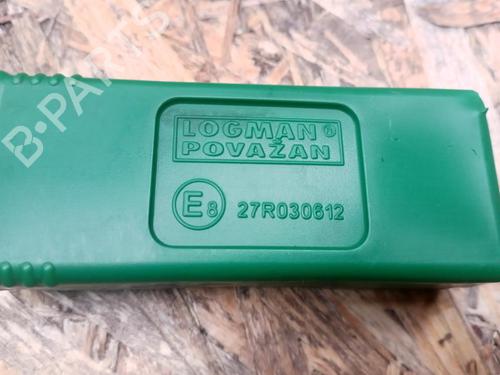 LOGMAN ®
POVAŽAN
E8 27R030612
B-PARTS